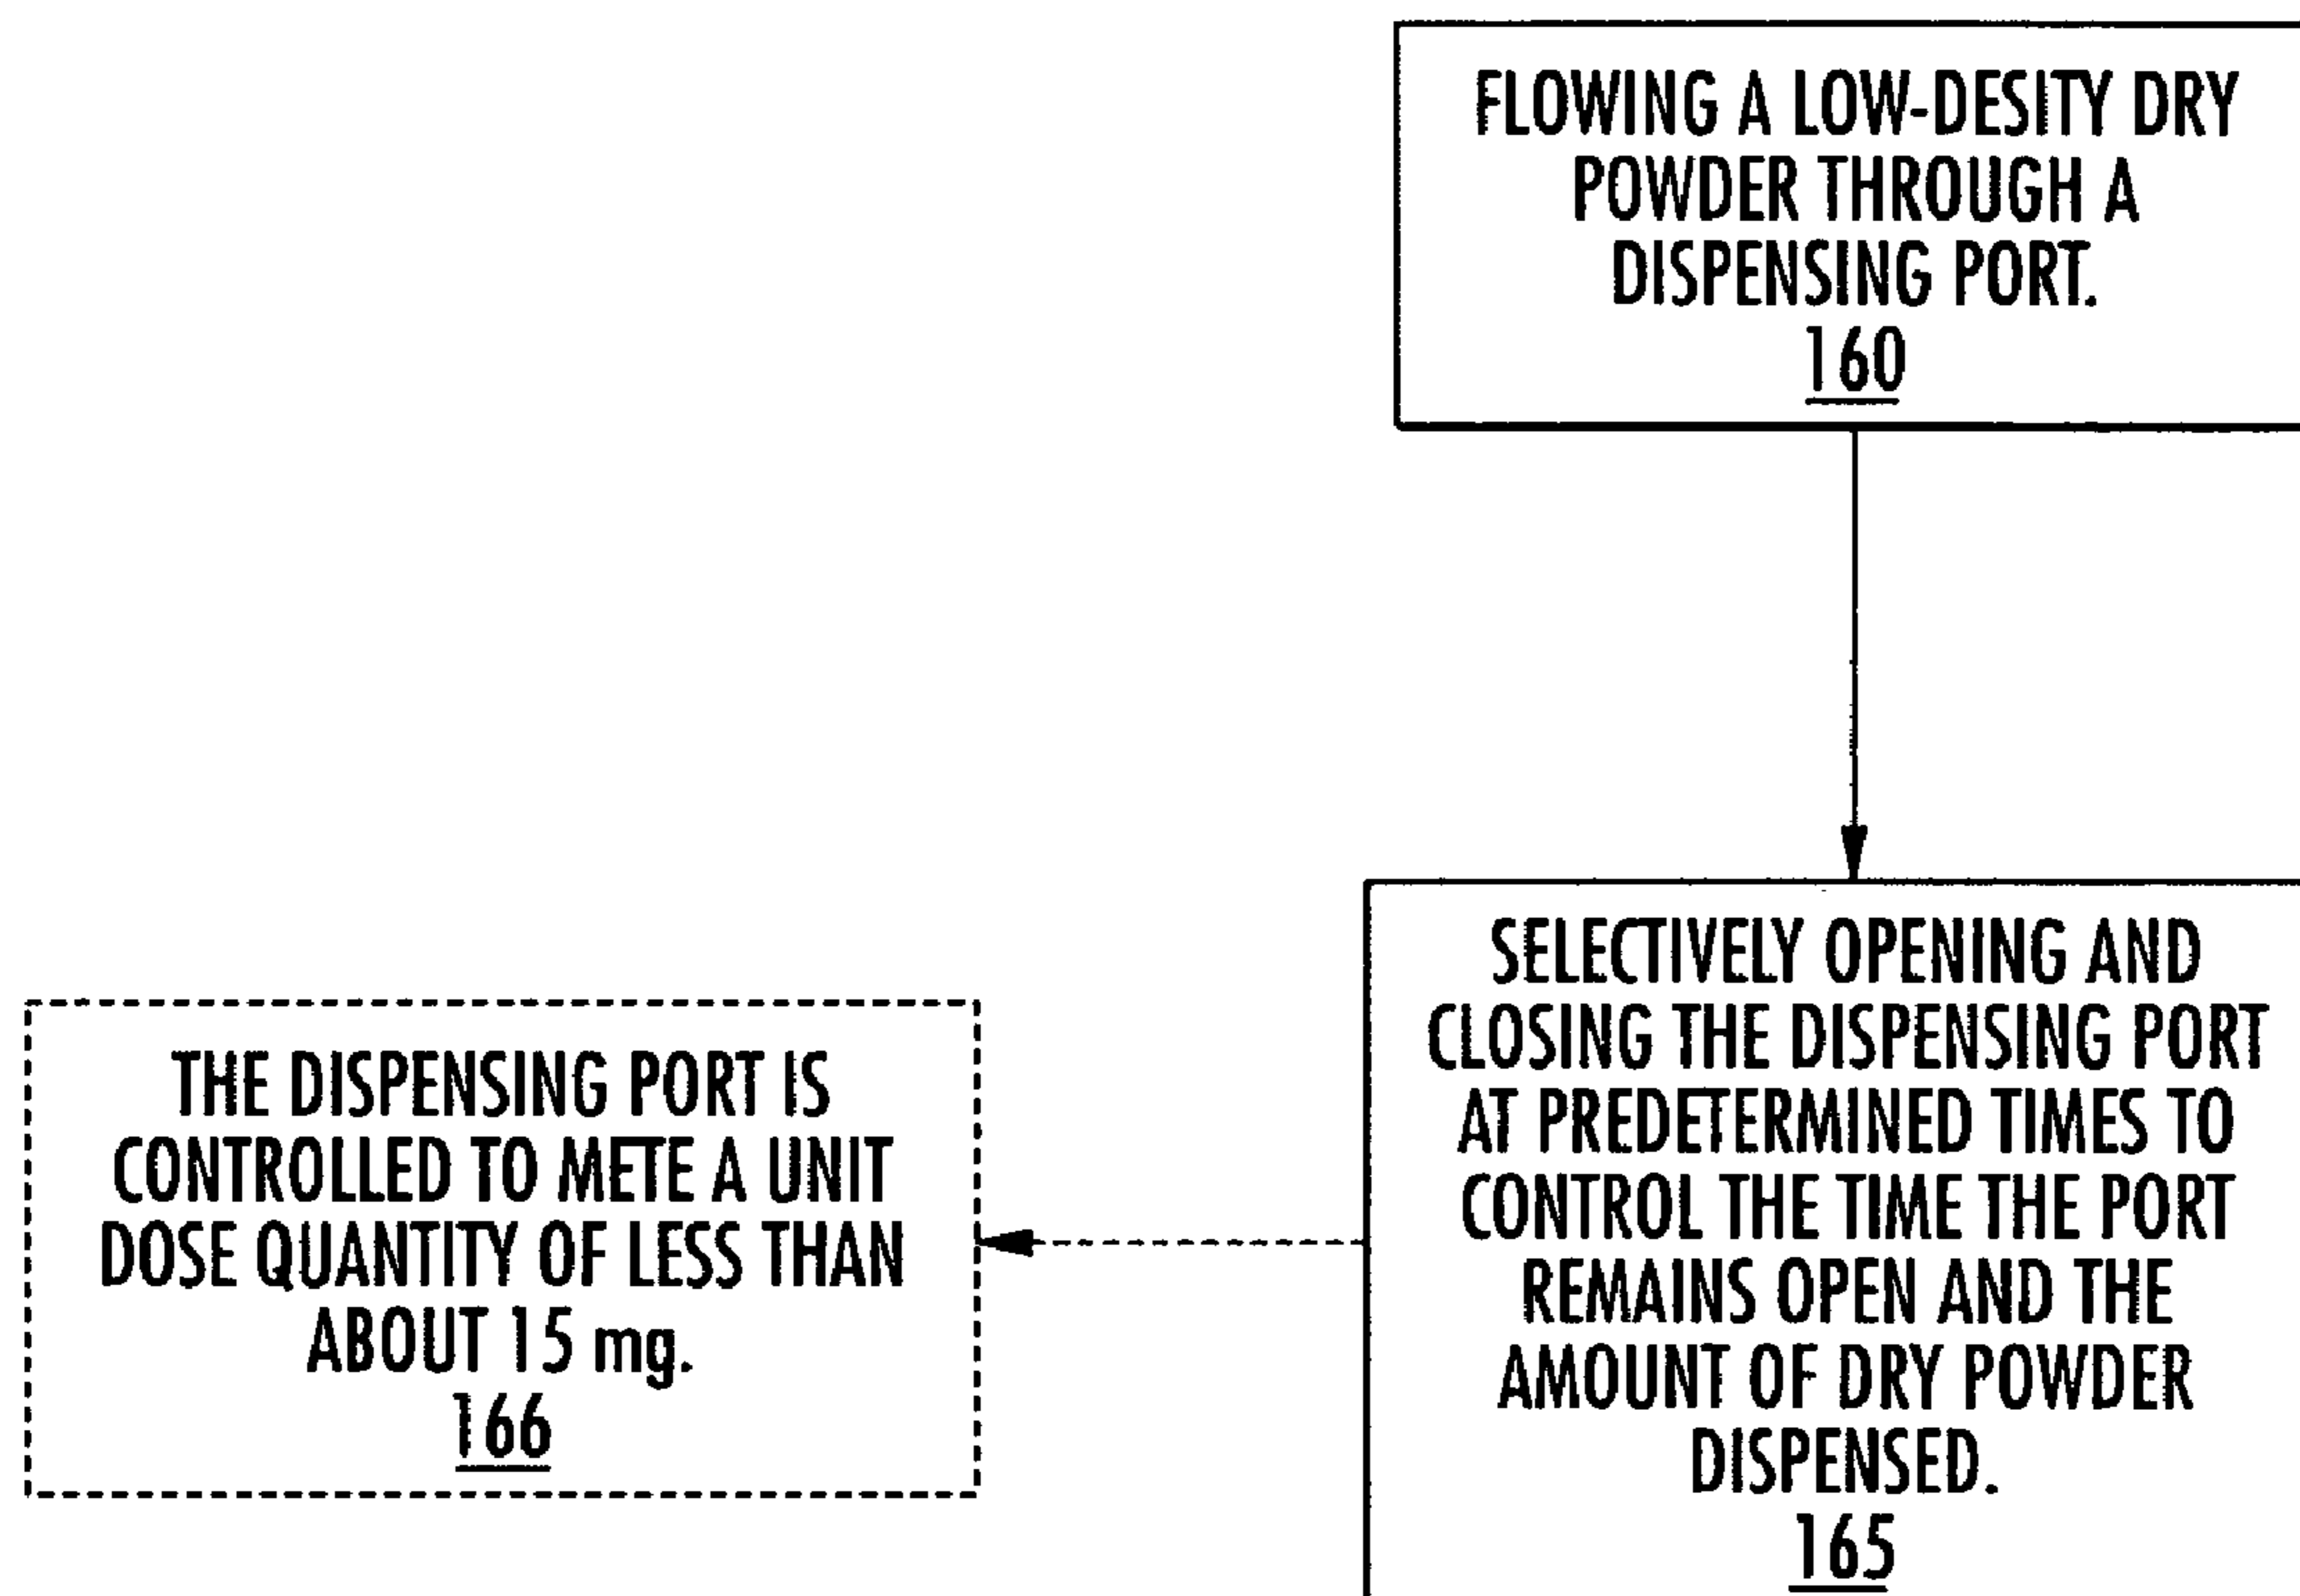 FLOWING A LOW-DESITY DRY
POWDER THROUGH A
DISPENSING PORT.
160
SELECTIVELY OPENING AND
CLOSING THE DISPENSING PORT
AT PREDETERMINED TIMES TO
CONTROL THE TIME THE PORT
REMAINS OPEN AND THE
AMOUNT OF DRY POWDER
DISPENSED.
165
THE DISPENSING PORT IS
CONTROLLED TO METE A UNIT
DOSE QUANTITY OF LESS THAN
ABOUT 15 mg.
166